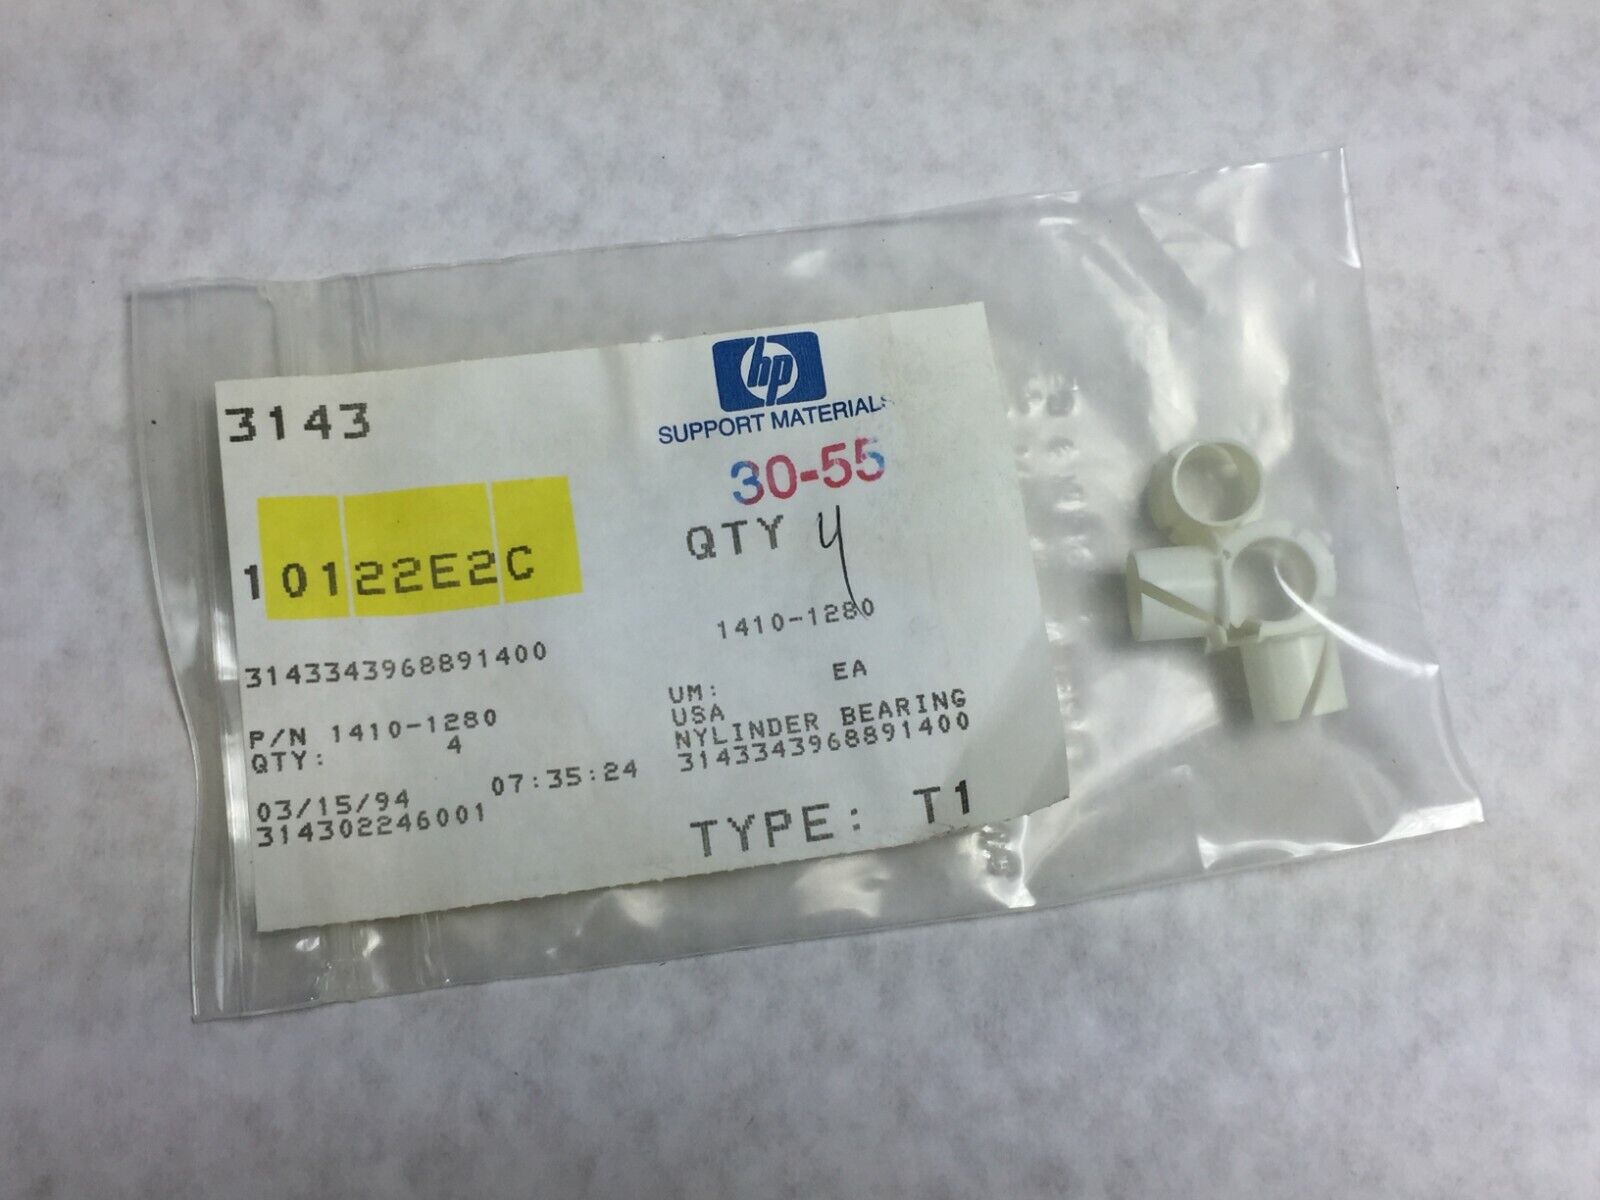 3143
hp
SUPPORT MATERIALS
30-55
10122E2C
QTY 4
1410-1280
3143343968891400
UM: EA
USA
P/N 1410-1280
NYLINDER BEARING
QTY: 4
3143343968891400
03/15/94 07:35:24
314302246001
TYPE: T1